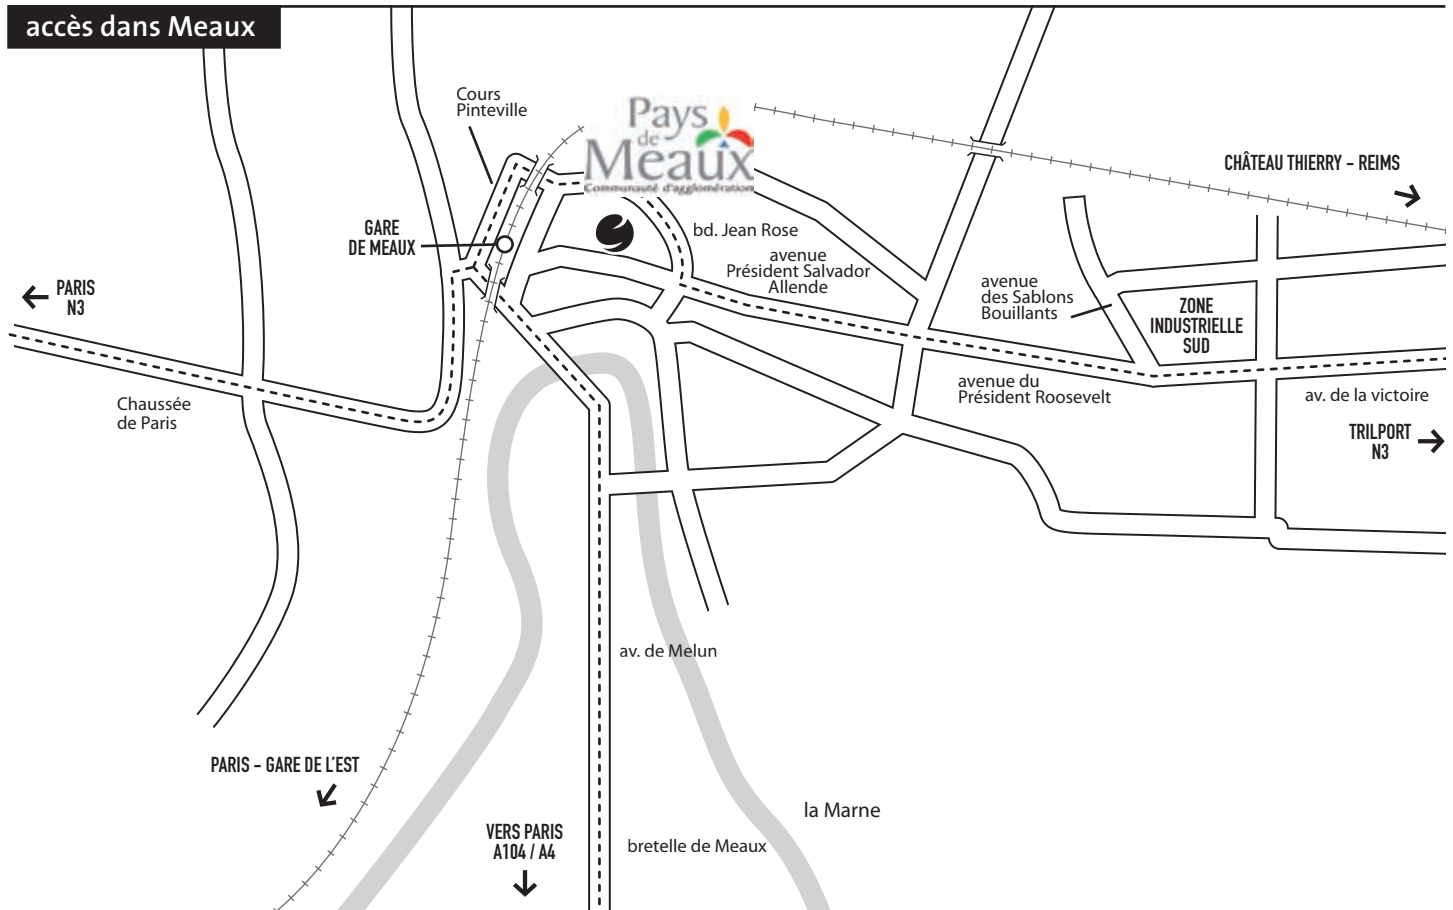 accès dans Meaux
Cours
Pinteville
Pays
de
Meaux
Communauté d'agglomération
CHÂTEAU THIERRY – REIMS
GARE
DE MEAUX
bd. Jean Rose
avenue
Président Salvador
Allende
avenue
des Sablons
Bouillants
ZONE
INDUSTRIELLE
SUD
PARIS
N3
Chaussée
de Paris
avenue du
Président Roosevelt
av. de la victoire
TRILPORT
N3
av. de Melun
PARIS – GARE DE L'EST
la Marne
VERS PARIS
A104 / A4
bretelle de Meaux